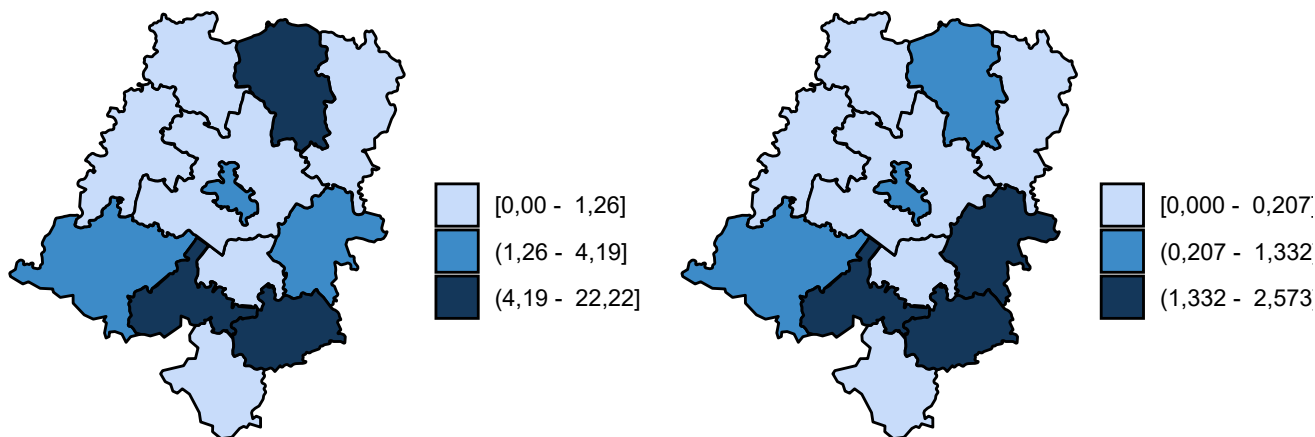 [0,00 - 1,26]
(1,26 - 4,19]
(4,19 - 22,22]
[0,000 - 0,207]
(0,207 - 1,332]
(1,332 - 2,573]